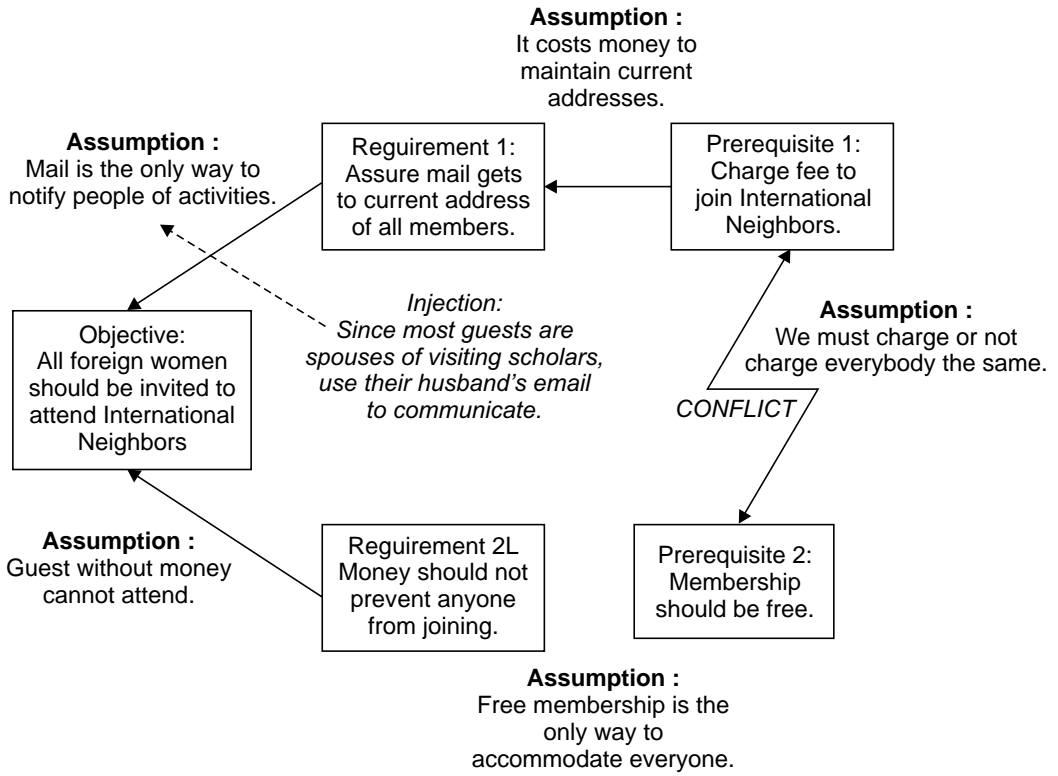 Assumption :
It costs money to
maintain current
addresses.
Assumption :
Mail is the only way to
notify people of activities.
Reguirement 1:
Assure mail gets
to current address
of all members.
Prerequisite 1:
Charge fee to
join International
Neighbors.
Injection:
Since most guests are
spouses of visiting scholars,
use their husband's email
to communicate.
Assumption :
We must charge or not
charge everybody the same.
Objective:
All foreign women
should be invited to
attend International
Neighbors
CONFLICT
Assumption :
Guest without money
cannot attend.
Reguirement 2L
Money should not
prevent anyone
from joining.
Prerequisite 2:
Membership
should be free.
Assumption :
Free membership is the
only way to
accommodate everyone.